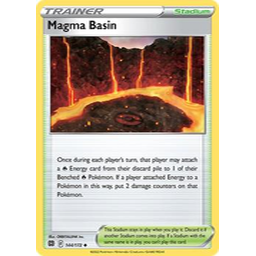 TRAINER
Stadium
Magma Basin
Once during each player's turn, that player may attach
a Energy card from their discard pile to 1 of their
Benched Pokémon. If a player attached Energy to a
Pokémon in this way, put 2 damage counters on that
Pokémon.
This Stadium stays in play when you play it. Discard it if
another Stadium comes into play. If a Stadium with the
same name is in play, you can't play this card.
144/172